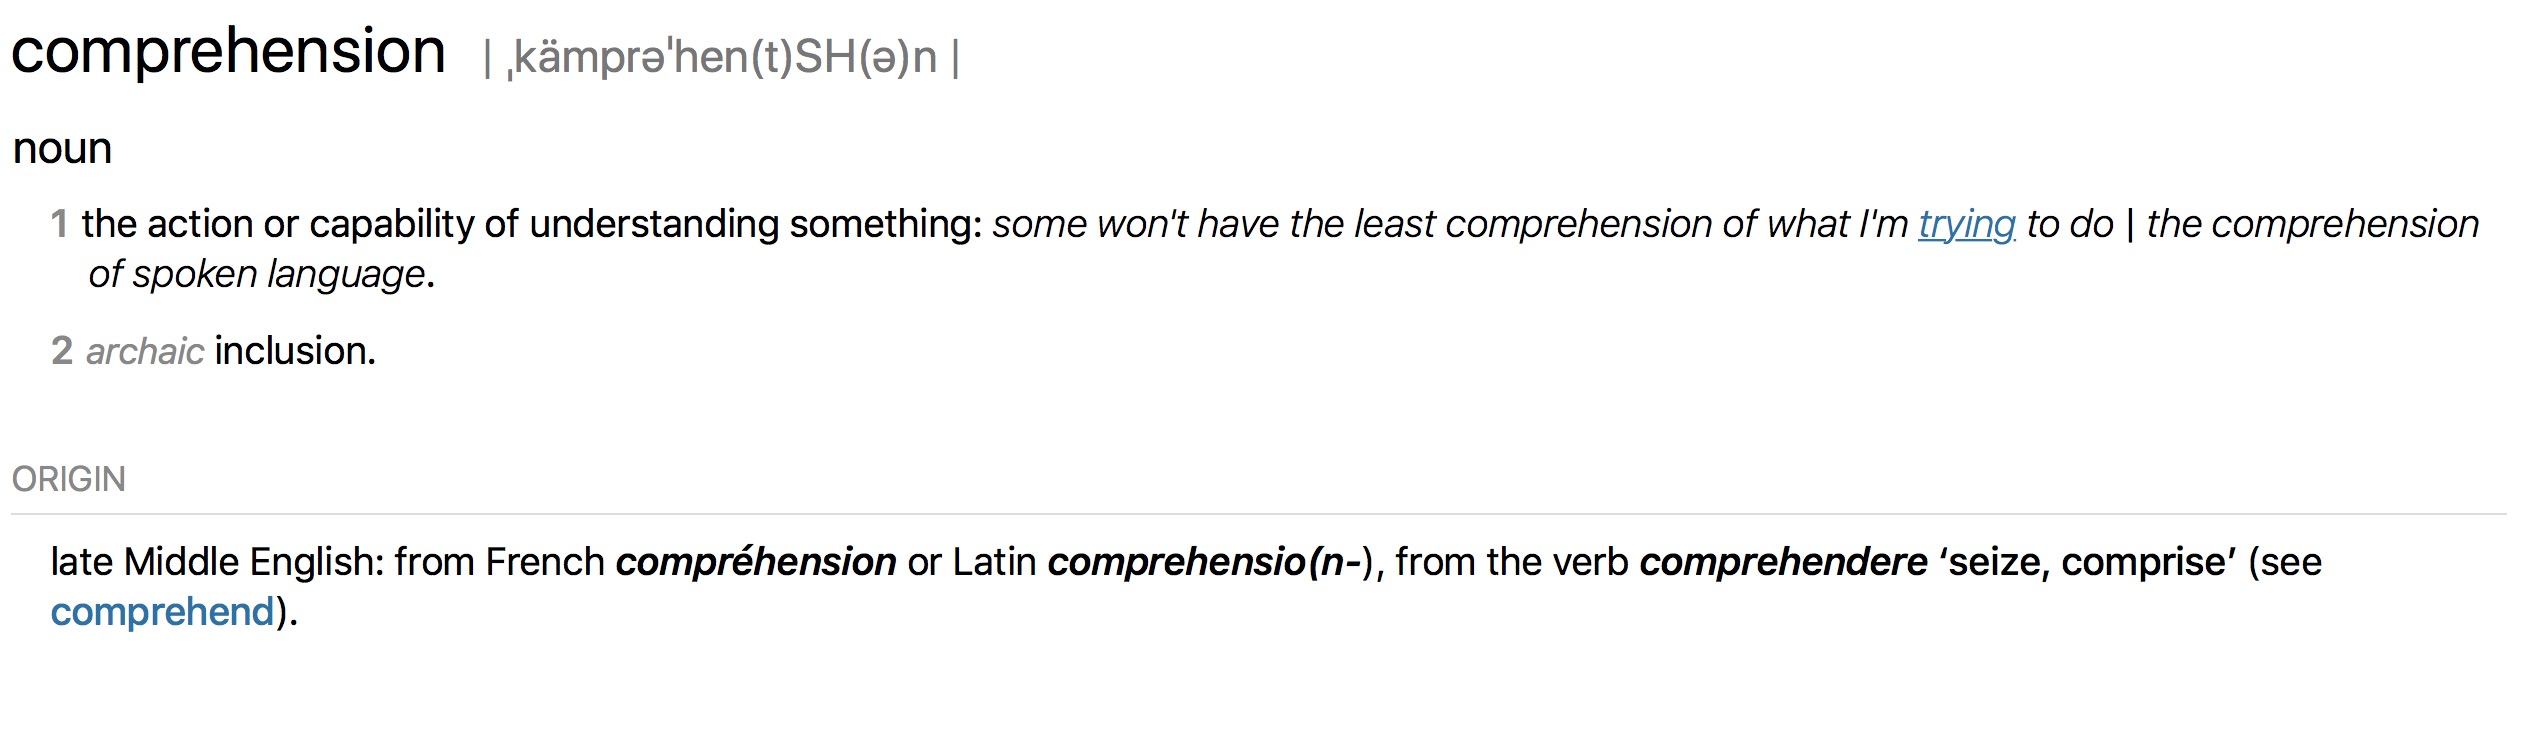 comprehension | ˌkämprəˈhen(t)SH(ə)n |
noun
1 the action or capability of understanding something: some won't have the least comprehension of what I'm trying to do | the comprehension
of spoken language.
2 archaic inclusion.
ORIGIN
late Middle English: from French compréhension or Latin comprehensio(n-), from the verb comprehendere ‘seize, comprise’ (see
comprehend).